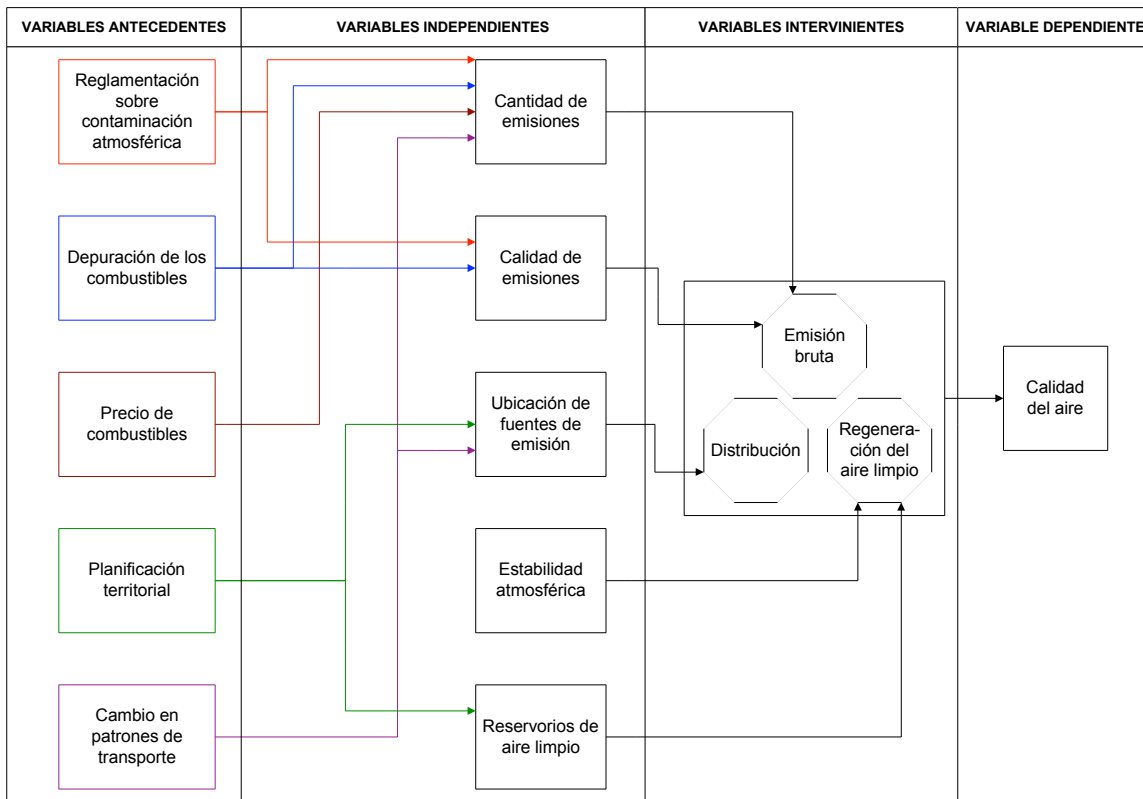 VARIABLES ANTECEDENTES
VARIABLES INDEPENDIENTES
VARIABLES INTERVINIENTES
VARIABLE DEPENDIENTE
Reglamentación
sobre
contaminación
atmosférica
Cantidad de
emisiones
Depuración de los
combustibles
Calidad de
emisiones
Emisión
bruta
Calidad
del aire
Precio de
combustibles
Ubicación de
fuentes de
emisión
Distribución
Regenera-
ción del
aire limpio
Planificación
territorial
Estabilidad
atmosférica
Cambio en
patrones de
transporte
Reservorios de
aire limpio